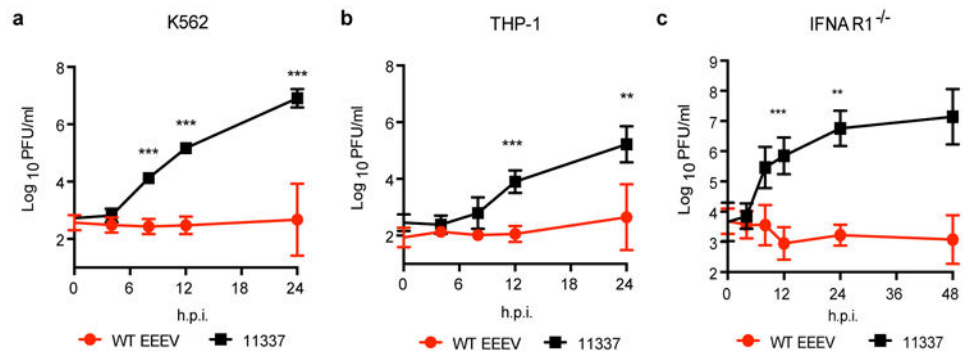 a
K562
Log 10 PFU/ml
8
6
4
2
***
***
***
0
6
12
18
24
h.p.i.
WT EEEV
11337
b
THP-1
Log 10 PFU/ml
8
6
4
2
***
**
0
6
12
18
24
h.p.i.
WT EEEV
11337
c
IFNAR1-/-
Log 10 PFU/ml
9
8
7
6
5
4
3
2
***
**
0
12
24
36
48
h.p.i.
WT EEEV
11337